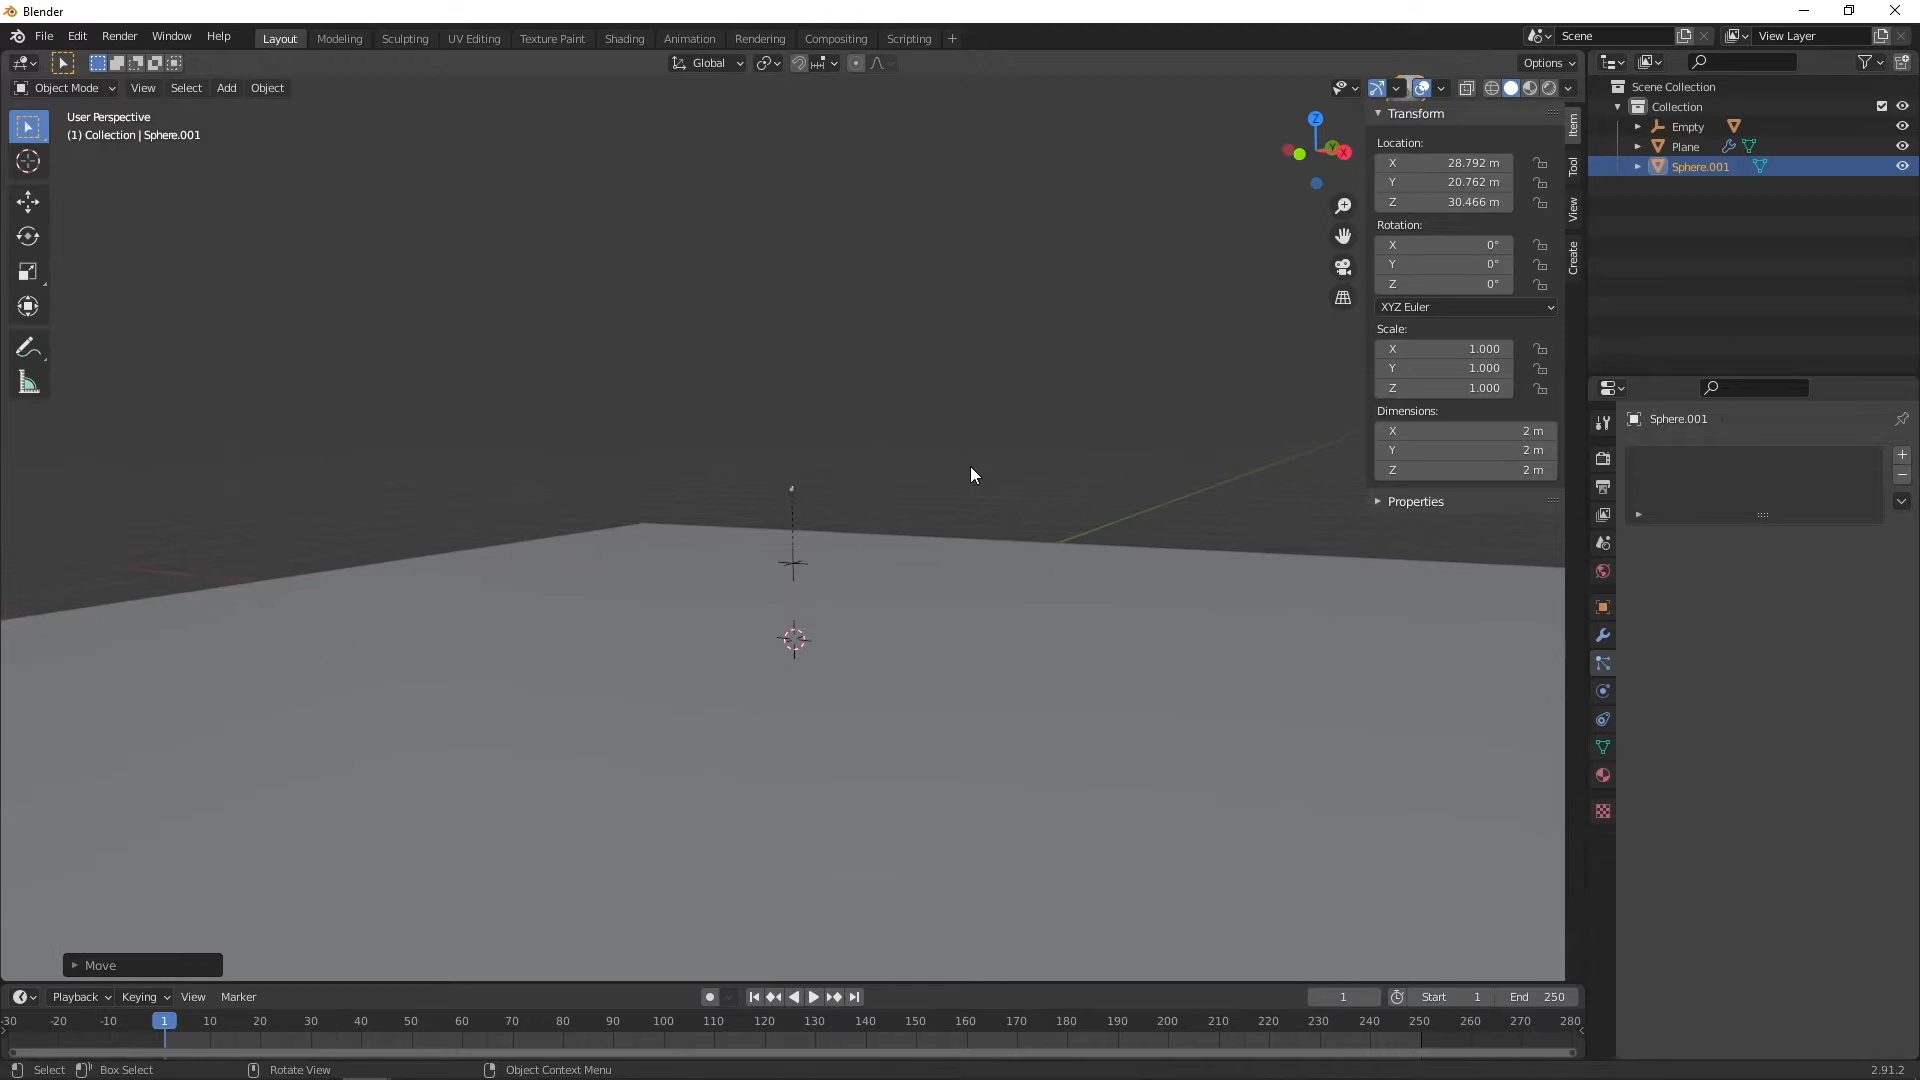 Blender
File Edit Render Window Help
Layout Modeling Sculpting UV Editing Texture Paint Shading Animation Rendering Compositing Scripting +
Scene
View Layer
Global
Options
Object Mode View Select Add Object
User Perspective
(1) Collection | Sphere.001
Z
Y
X
Transform
Location:
X 28.792 m
Y 20.762 m
Z 30.466 m
Rotation:
X 0°
Y 0°
Z 0°
XYZ Euler
Scale:
X 1.000
Y 1.000
Z 1.000
Dimensions:
X 2 m
Y 2 m
Z 2 m
Properties
Item
Tool
View
Create
Scene Collection
Collection
Empty
Plane
Sphere.001
Sphere.001
Move
Playback Keying View Marker
1
Start 1
End 250
-30 -20 -10 1 10 20 30 40 50 60 70 80 90 100 110 120 130 140 150 160 170 180 190 200 210 220 230 240 250 260 270 280
Select Box Select Rotate View Object Context Menu
2.91.2